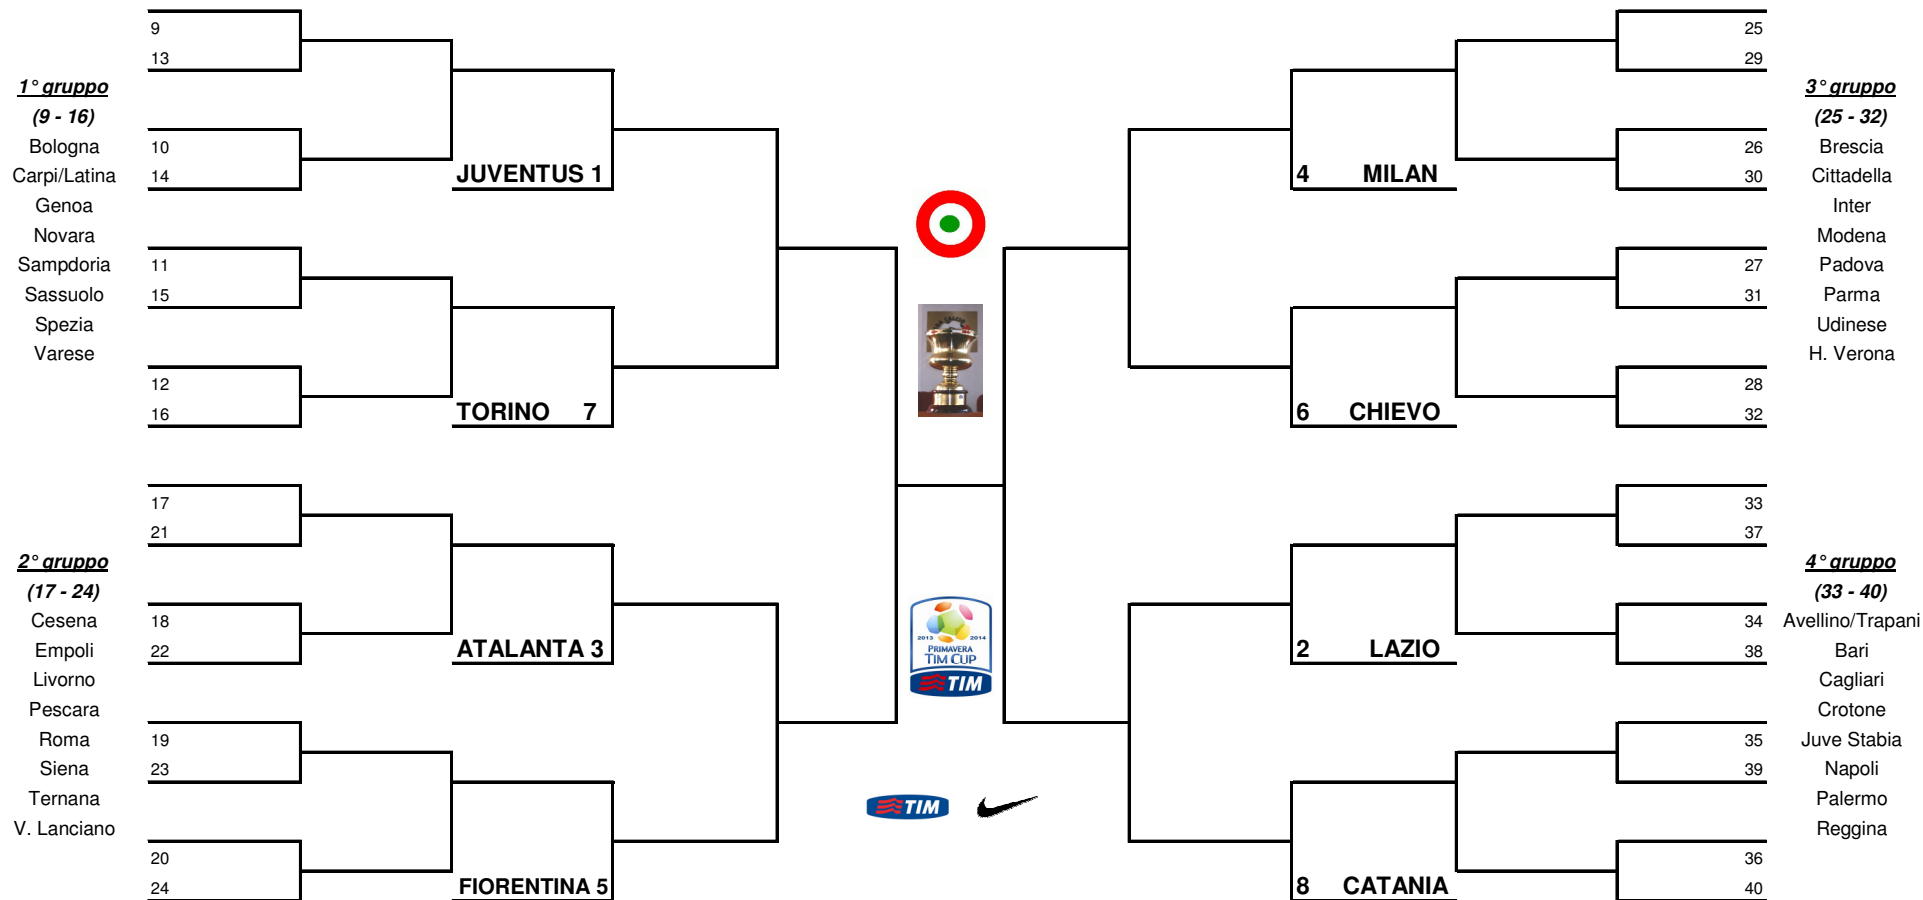 1° gruppo
(9 - 16)
Bologna
Carpi/Latina
Genoa
Novara
Sampdoria
Sassuolo
Spezia
Varese
9
13
10
14
11
15
12
16
JUVENTUS 1
TORINO 7
2° gruppo
(17 - 24)
Cesena
Empoli
Livorno
Pescara
Roma
Siena
Ternana
V. Lanciano
17
21
18
22
19
23
20
24
ATALANTA 3
FIORENTINA 5
2013 2014
PRIMAVERA
TIM CUP
TIM
TIM
4 MILAN
6 CHIEVO
25
29
26
30
27
31
28
32
3° gruppo
(25 - 32)
Brescia
Cittadella
Inter
Modena
Padova
Parma
Udinese
H. Verona
2 LAZIO
8 CATANIA
33
37
34
38
35
39
36
40
4° gruppo
(33 - 40)
Avellino/Trapani
Bari
Cagliari
Crotone
Juve Stabia
Napoli
Palermo
Reggina